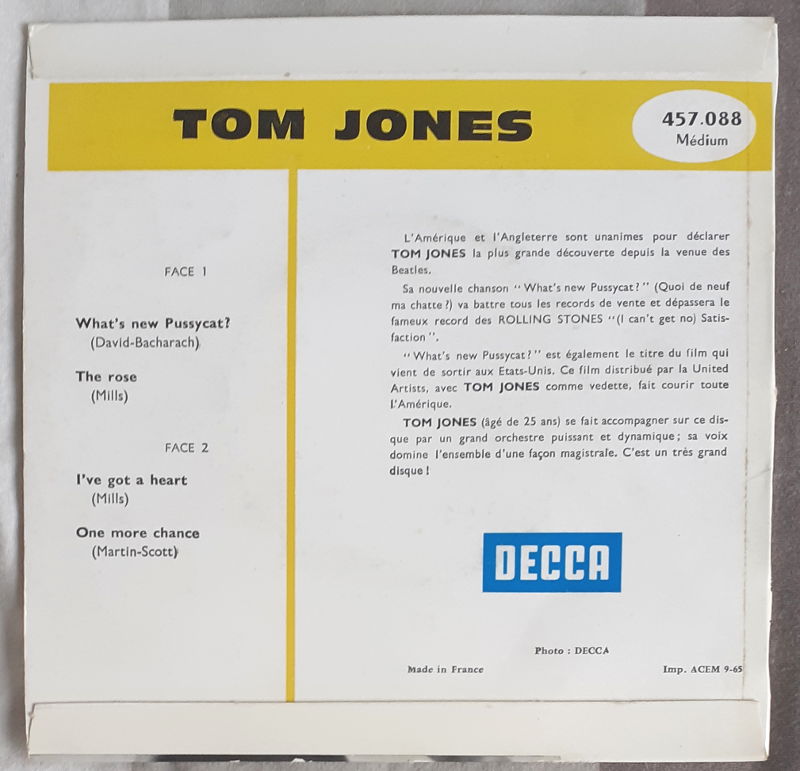 TOM JONES
457.088
Médium
FACE 1
What's new Pussycat?
(David-Bacharach)
The rose
(Mills)
FACE 2
I've got a heart
(Mills)
One more chance
(Martin-Scott)
L'Amérique et l'Angleterre sont unanimes pour déclarer
TOM JONES la plus grande découverte depuis la venue des
Beatles.
Sa nouvelle chanson "What's new Pussycat?" (Quoi de neuf
ma chatte?) va battre tous les records de vente et dépassera le
fameux record des ROLLING STONES "(I can't get no) Satis-
faction".
"What's new Pussycat?" est également le titre du film qui
vient de sortir aux Etats-Unis. Ce film distribué par la United
Artists, avec TOM JONES comme vedette, fait courir toute
l'Amérique.
TOM JONES (âgé de 25 ans) se fait accompagner sur ce dis-
que par un grand orchestre puissant et dynamique; sa voix
domine l'ensemble d'une façon magistrale. C'est un très grand
disque!
DECCA
Photo : DECCA
Made in France
Imp. ACEM 9-65